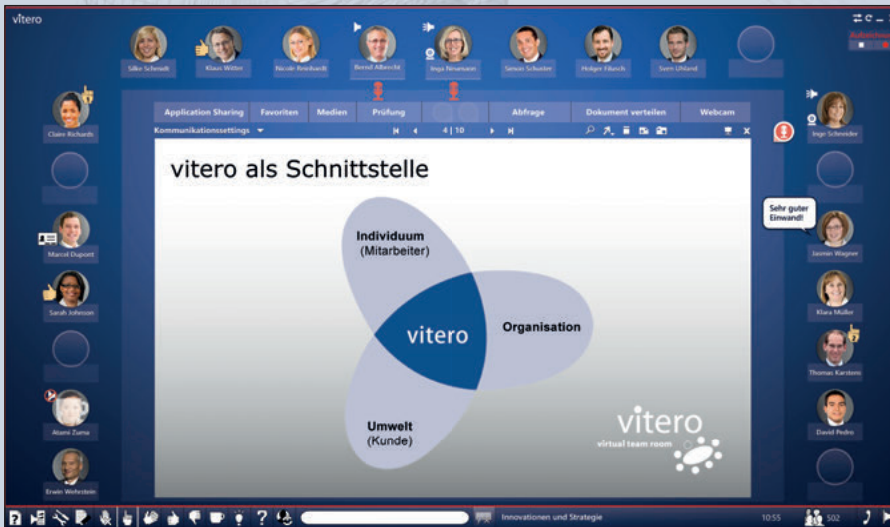 vitero
Silke Schmidt
Klaus Witter
Nicole Reinhardt
Bernd Albrecht
Inga Neumann
Simon Schuster
Holger Filusch
Sven Uhland
Claire Richards
Marcel Dupont
Sarah Johnson
Atami Zuma
Erwin Wehrstein
Application Sharing
Favoriten
Medien
Prüfung
Abfrage
Dokument verteilen
Webcam
Kommunikationssettings
4 | 10
vitero als Schnittstelle
Individuum
(Mitarbeiter)
vitero
Organisation
Umwelt
(Kunde)
vitero
virtual team room
Inge Schneider
Sehr guter
Einwand!
Jasmin Wagner
Klara Müller
Thomas Karstens
David Pedro
Innovationen und Strategie
10:55
502